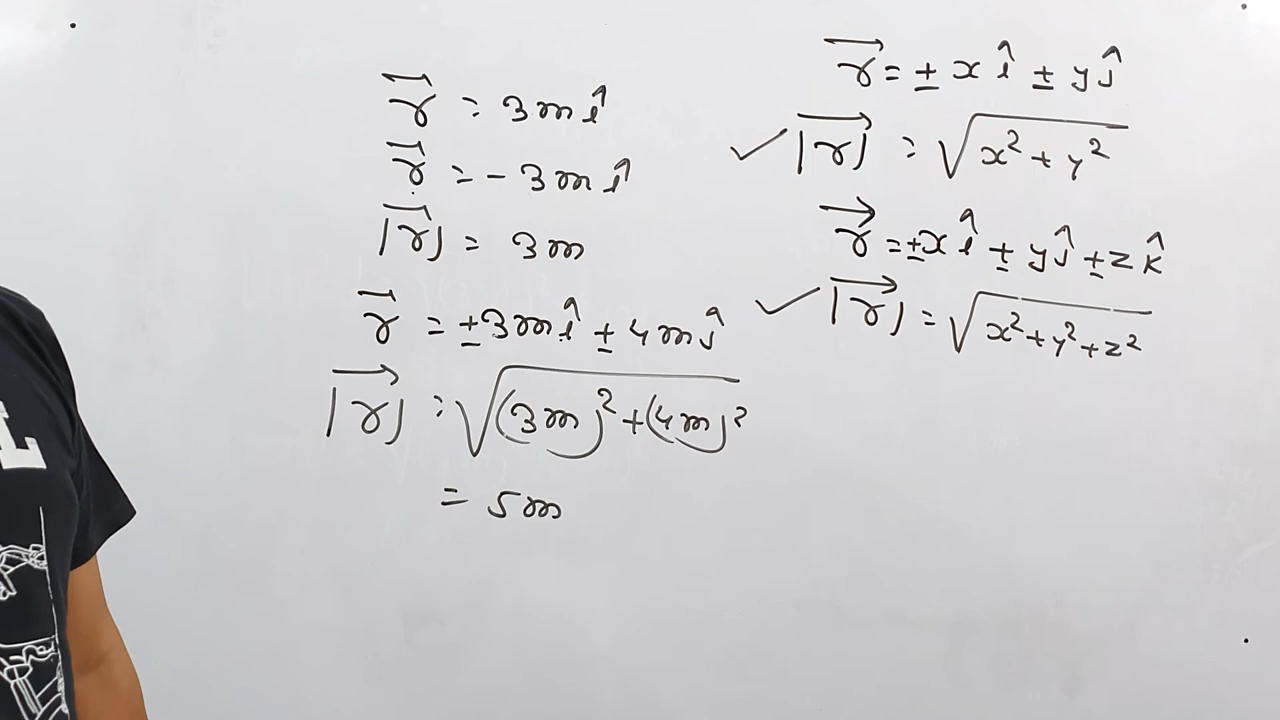 r⃗ = 3m î
r⃗ = -3m î
|r⃗| = 3m
r⃗ = ±3m î ± 4m ĵ
|r⃗| = √((3m)² + (4m)²)
= 5m
r⃗ = ± x î ± y ĵ
✓ |r⃗| = √(x² + y²)
r⃗ = ±x î ± y ĵ ± z k̂
✓ |r⃗| = √(x² + y² + z²)
L